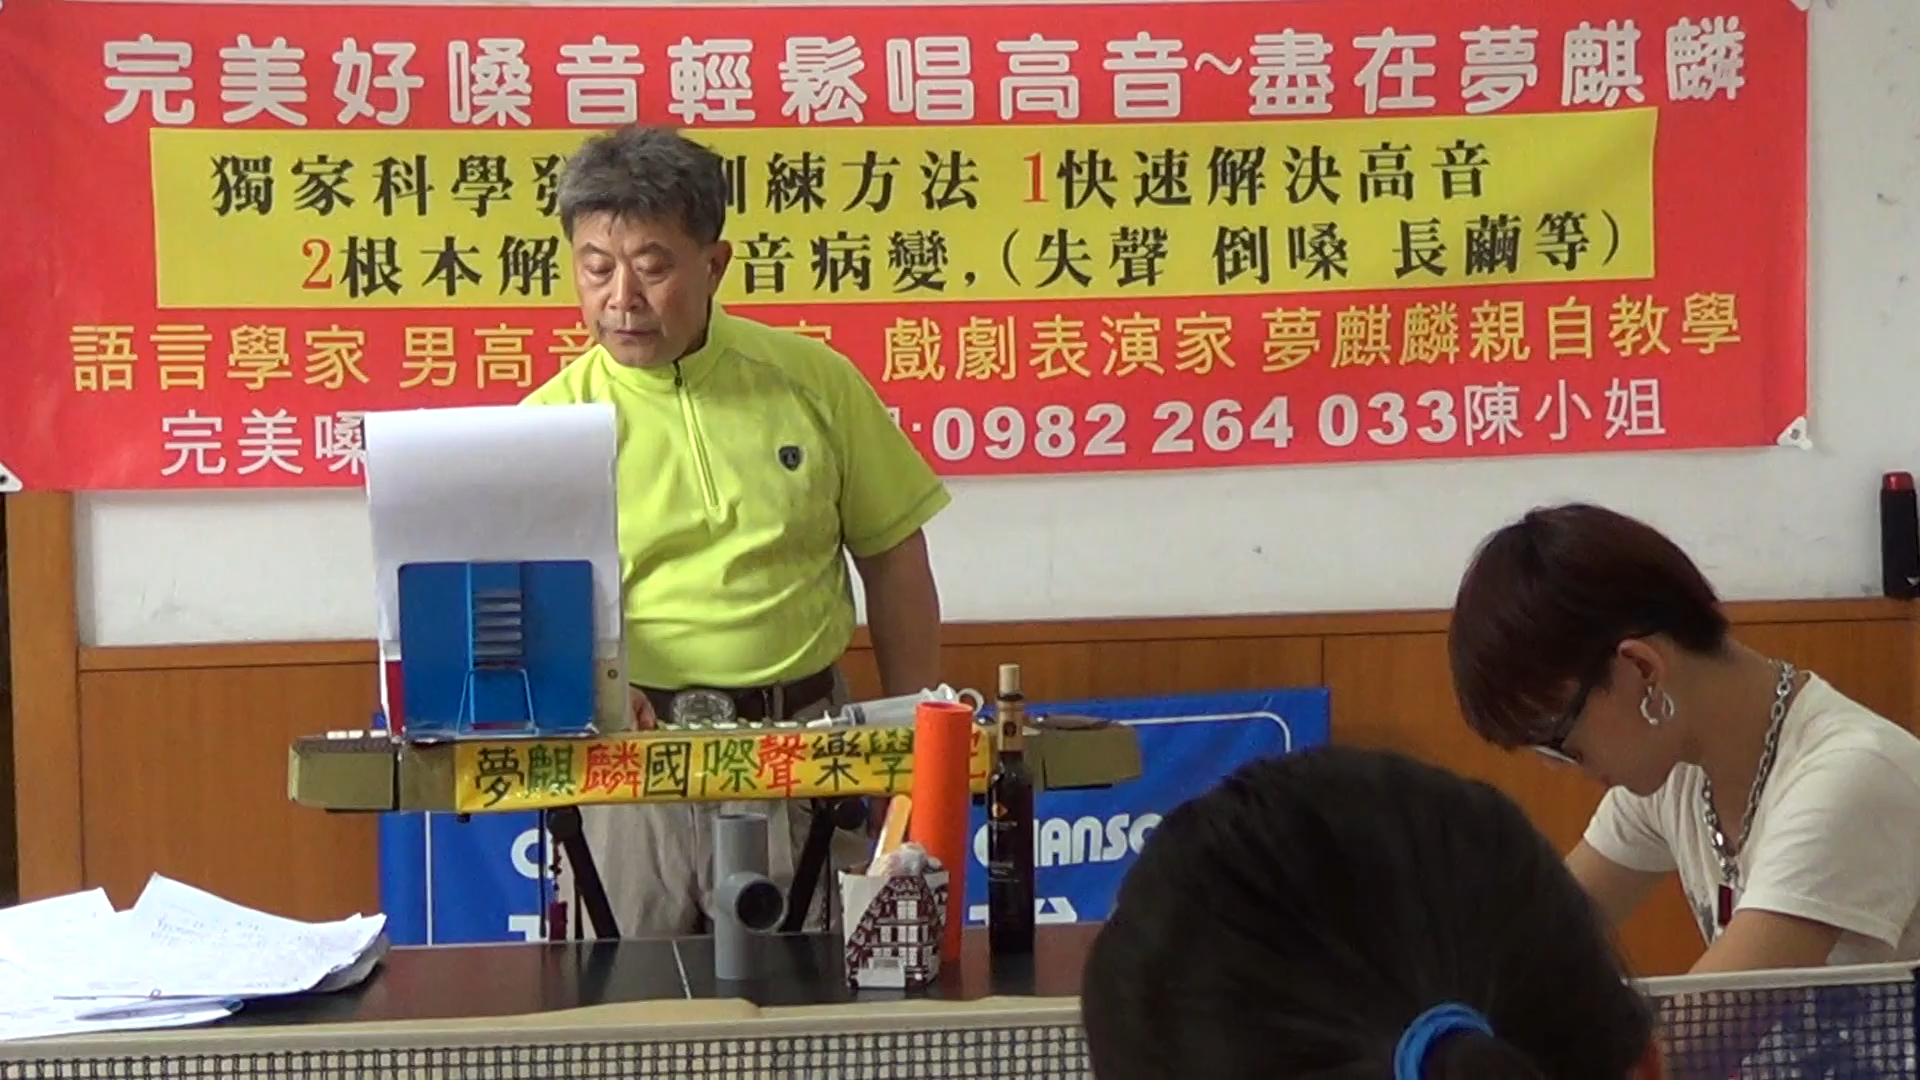 完美好嗓音輕鬆唱高音~盡在夢麒麟
獨家科學發 訓練方法 1快速解決高音
2根本解 音病變,(失聲 倒嗓 長繭等)
語言學家 男高音 家 戲劇表演家 夢麒麟親自教學
完美嗓 :0982 264 033陳小姐
夢麒麟國際聲樂學
CHANSO